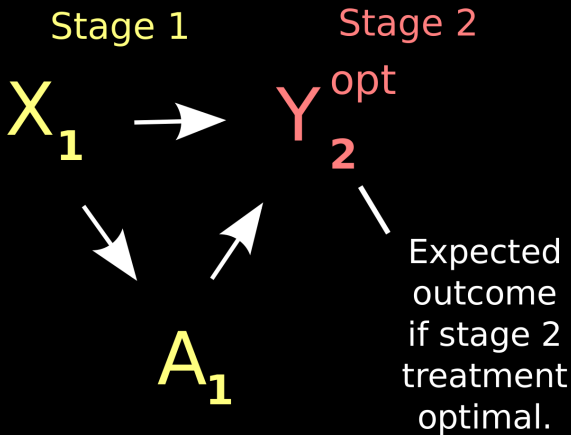 Stage 1
Stage 2
X1
Y2opt
A1
Expected
outcome
if stage 2
treatment
optimal.